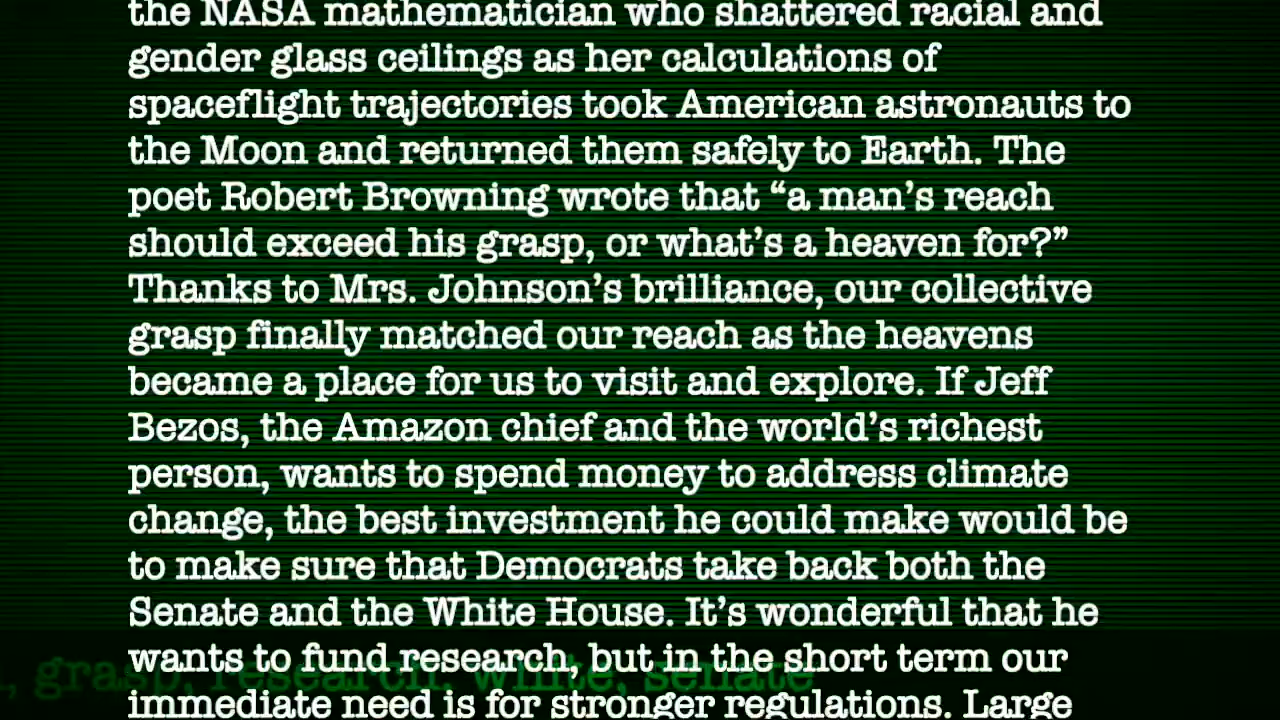 the NASA mathematician who shattered racial and
gender glass ceilings as her calculations of
spaceflight trajectories took American astronauts to
the Moon and returned them safely to Earth. The
poet Robert Browning wrote that “a man’s reach
should exceed his grasp, or what’s a heaven for?”
Thanks to Mrs. Johnson’s brilliance, our collective
grasp finally matched our reach as the heavens
became a place for us to visit and explore. If Jeff
Bezos, the Amazon chief and the world’s richest
person, wants to spend money to address climate
change, the best investment he could make would be
to make sure that Democrats take back both the
Senate and the White House. It’s wonderful that he
wants to fund research, but in the short term our
, grasp, research, white, senate
immediate need is for stronger regulations. Large